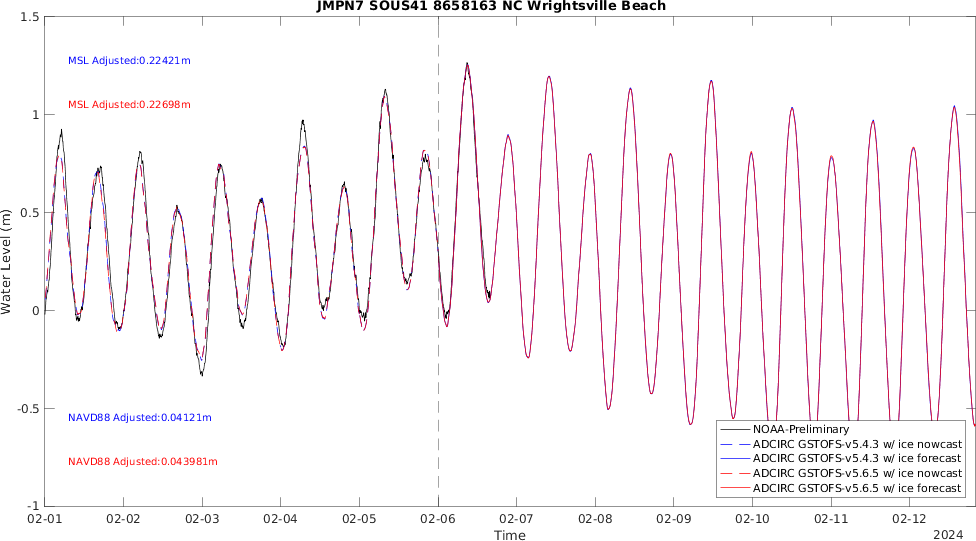 JMPN7 SOUS41 8658163 NC Wrightsville Beach
1.5
1
0.5
0
-0.5
-1
Water Level (m)
MSL Adjusted:0.22421m
MSL Adjusted:0.22698m
NAVD88 Adjusted:0.04121m
NAVD88 Adjusted:0.043981m
NOAA-Preliminary
ADCIRC GSTOFS-v5.4.3 w/ ice nowcast
ADCIRC GSTOFS-v5.4.3 w/ ice forecast
ADCIRC GSTOFS-v5.6.5 w/ ice nowcast
ADCIRC GSTOFS-v5.6.5 w/ ice forecast
02-01 02-02 02-03 02-04 02-05 02-06 02-07 02-08 02-09 02-10 02-11 02-12
Time
2024